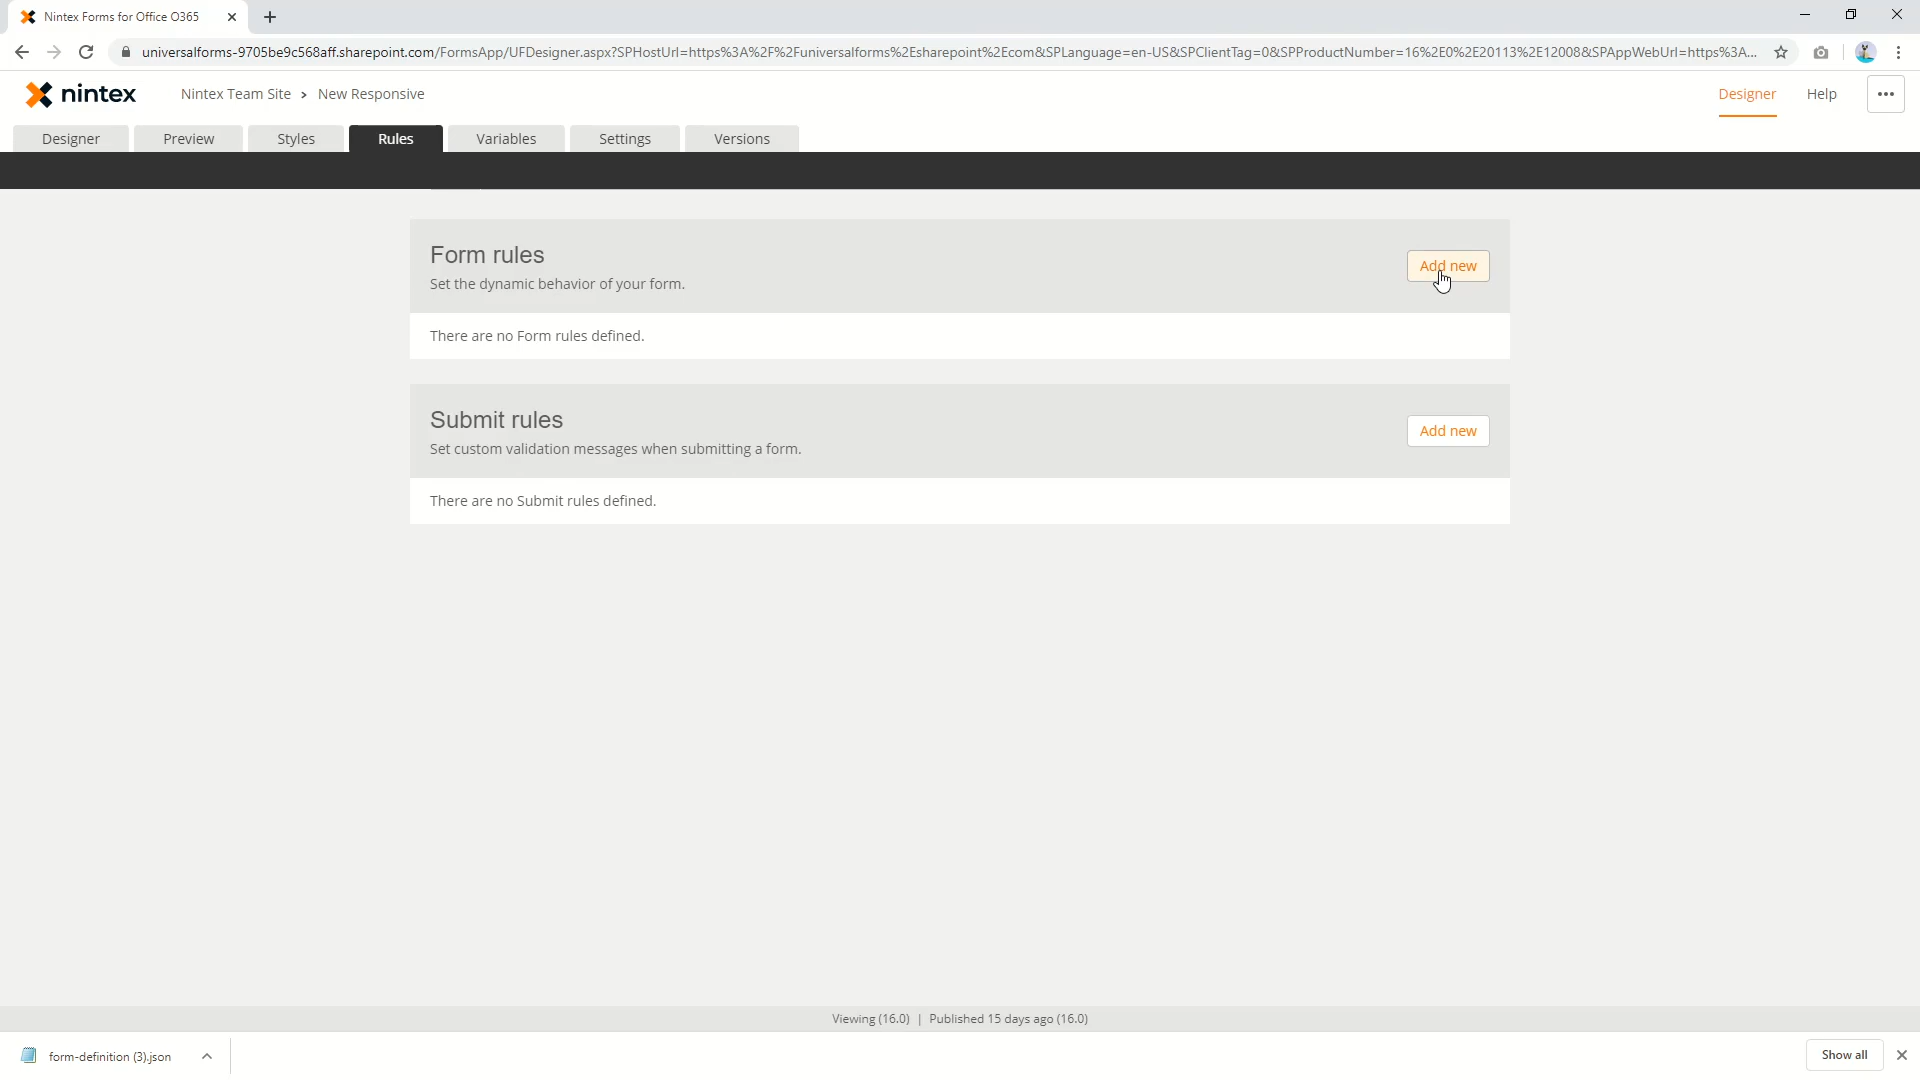 Nintex Forms for Office O365
universalforms-9705be9c568aff.sharepoint.com/FormsApp/UFDesigner.aspx?SPHostUrl=https%3A%2F%2Funiversalforms%2Esharepoint%2Ecom&SPLanguage=en-US&SPClientTag=0&SPProductNumber=16%2E0%2E20113%2E12008&SPAppWebUrl=https%3A...
nintex
Nintex Team Site > New Responsive
Designer
Help
Designer
Preview
Styles
Rules
Variables
Settings
Versions
Form rules
Set the dynamic behavior of your form.
Add new
There are no Form rules defined.
Submit rules
Set custom validation messages when submitting a form.
Add new
There are no Submit rules defined.
Viewing (16.0) | Published 15 days ago (16.0)
form-definition (3).json
Show all